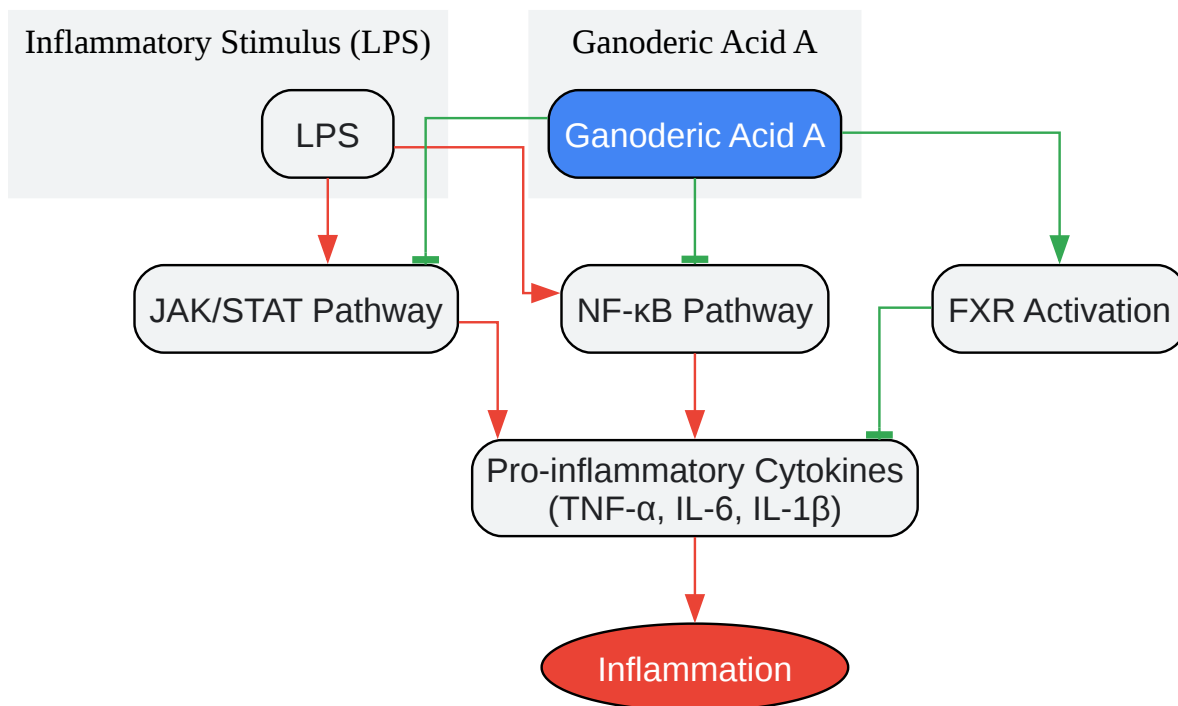 Inflammatory Stimulus (LPS)
Ganoderic Acid A
LPS
Ganoderic Acid A
JAK/STAT Pathway
NF-κB Pathway
FXR Activation
Pro-inflammatory Cytokines
(TNF-α, IL-6, IL-1β)
Inflammation